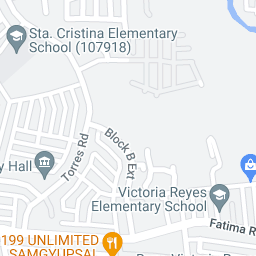 Sta. Cristina Elementary
School (107918)
Torres Rd
Block B Ext
y Hall
Victoria Reyes
Elementary School
Fatima R
199 UNLIMITED
SAMGYUPSAL